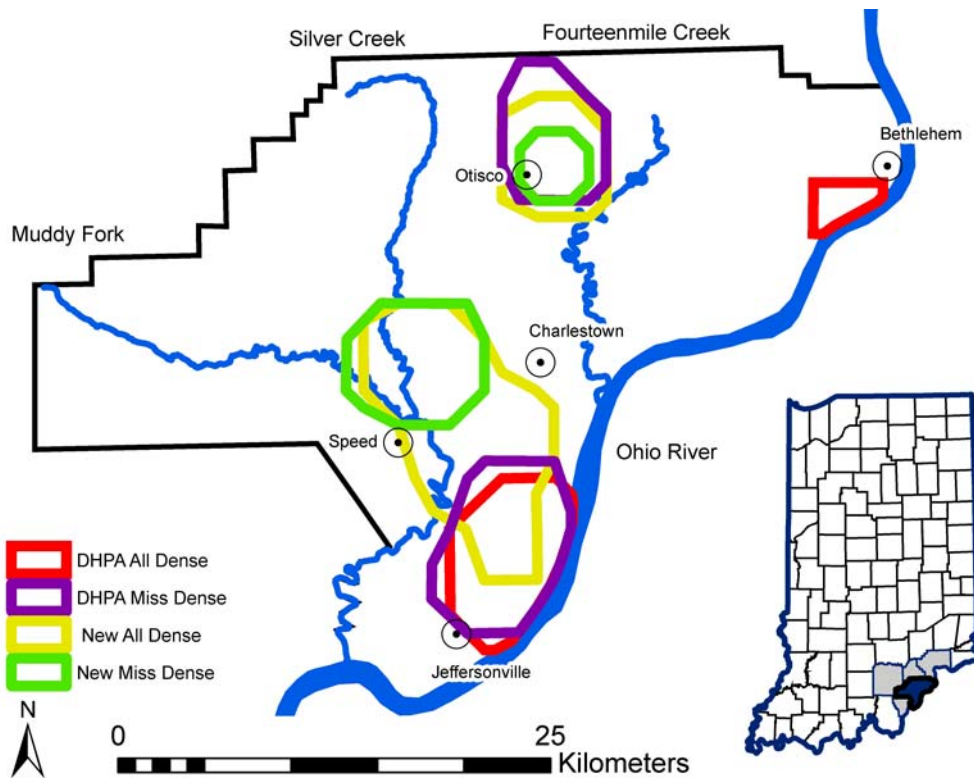 Silver Creek
Fourteenmile Creek
Bethlehem
Otisco
Muddy Fork
Charlestown
Speed
Ohio River
DHPA All Dense
DHPA Miss Dense
New All Dense
New Miss Dense
Jeffersonville
N
0
25
Kilometers